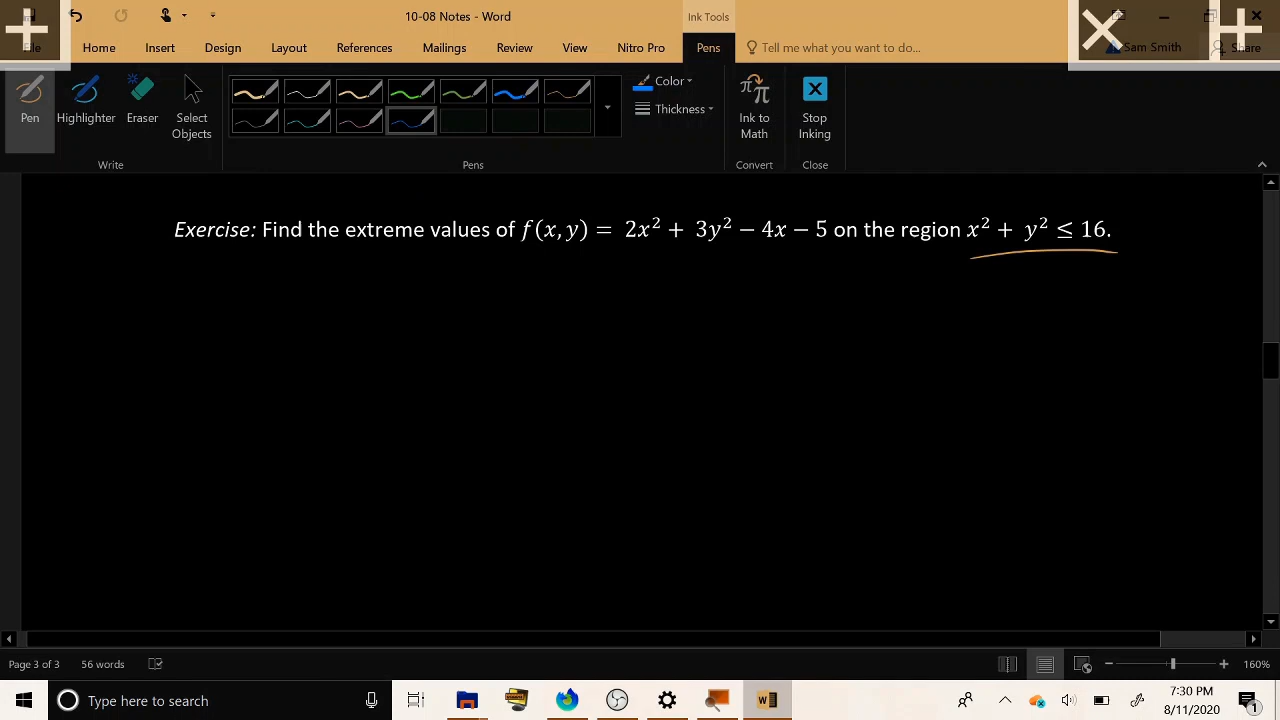 10-08 Notes - Word
Ink Tools
File Home Insert Design Layout References Mailings Review View Nitro Pro Pens Tell me what you want to do... Sam Smith Share
Pen Highlighter Eraser Select Objects Color Thickness Ink to Math Stop Inking
Write Pens Convert Close
Exercise: Find the extreme values of f(x, y) = 2x² + 3y² − 4x − 5 on the region x² + y² ≤ 16.
Page 3 of 3 56 words 160%
Type here to search
7:30 PM
8/11/2020
1